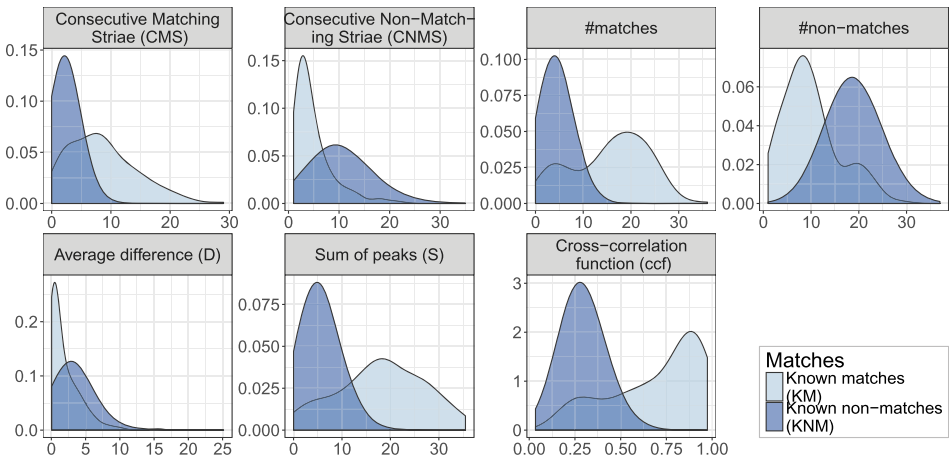 Consecutive Matching
Striae (CMS)
Consecutive Non−Match−
ing Striae (CNMS)
#matches
#non−matches
0.15
0.10
0.05
0.00
0 10 20 30
0.15
0.10
0.05
0.00
0 10 20 30
0.100
0.075
0.050
0.025
0.000
0 10 20 30
0.06
0.04
0.02
0.00
0 10 20 30
Average difference (D)
Sum of peaks (S)
Cross−correlation
function (ccf)
0.2
0.1
0.0
0 5 10 15 20 25
0.075
0.050
0.025
0.000
0 10 20 30
3
2
1
0
0.00 0.25 0.50 0.75 1.00
Matches
Known matches
(KM)
Known non−matches
(KNM)